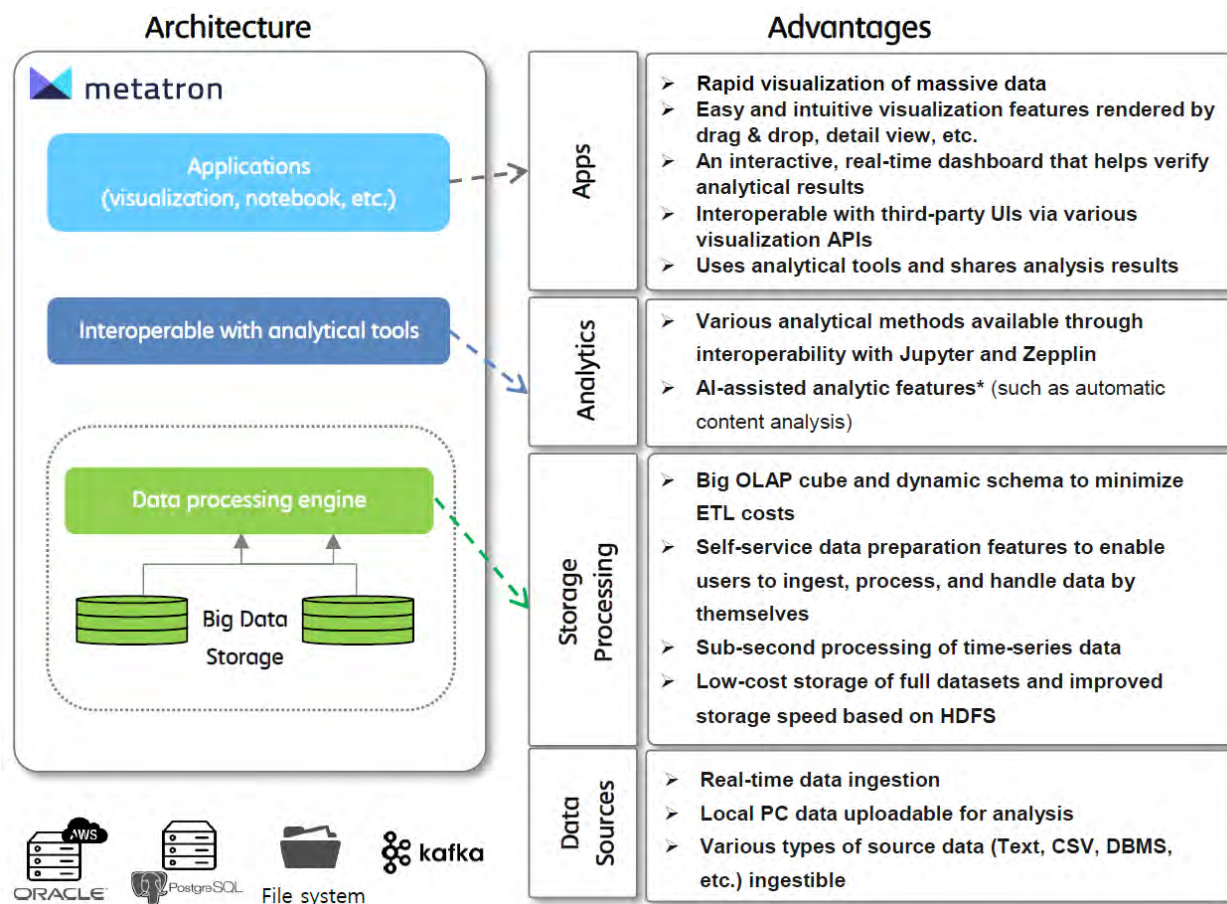 Architecture
metatron
Applications
(visualization, notebook, etc.)
Interoperable with analytical tools
Data processing engine
Big Data
Storage
AWS
ORACLE
PostgreSQL
File system
kafka
Advantages
Apps
➢ Rapid visualization of massive data
➢ Easy and intuitive visualization features rendered by
drag & drop, detail view, etc.
➢ An interactive, real-time dashboard that helps verify
analytical results
➢ Interoperable with third-party UIs via various
visualization APIs
➢ Uses analytical tools and shares analysis results
Analytics
➢ Various analytical methods available through
interoperability with Jupyter and Zepplin
➢ AI-assisted analytic features* (such as automatic
content analysis)
Storage
Processing
➢ Big OLAP cube and dynamic schema to minimize
ETL costs
➢ Self-service data preparation features to enable
users to ingest, process, and handle data by
themselves
➢ Sub-second processing of time-series data
➢ Low-cost storage of full datasets and improved
storage speed based on HDFS
Data
Sources
➢ Real-time data ingestion
➢ Local PC data uploadable for analysis
➢ Various types of source data (Text, CSV, DBMS,
etc.) ingestible